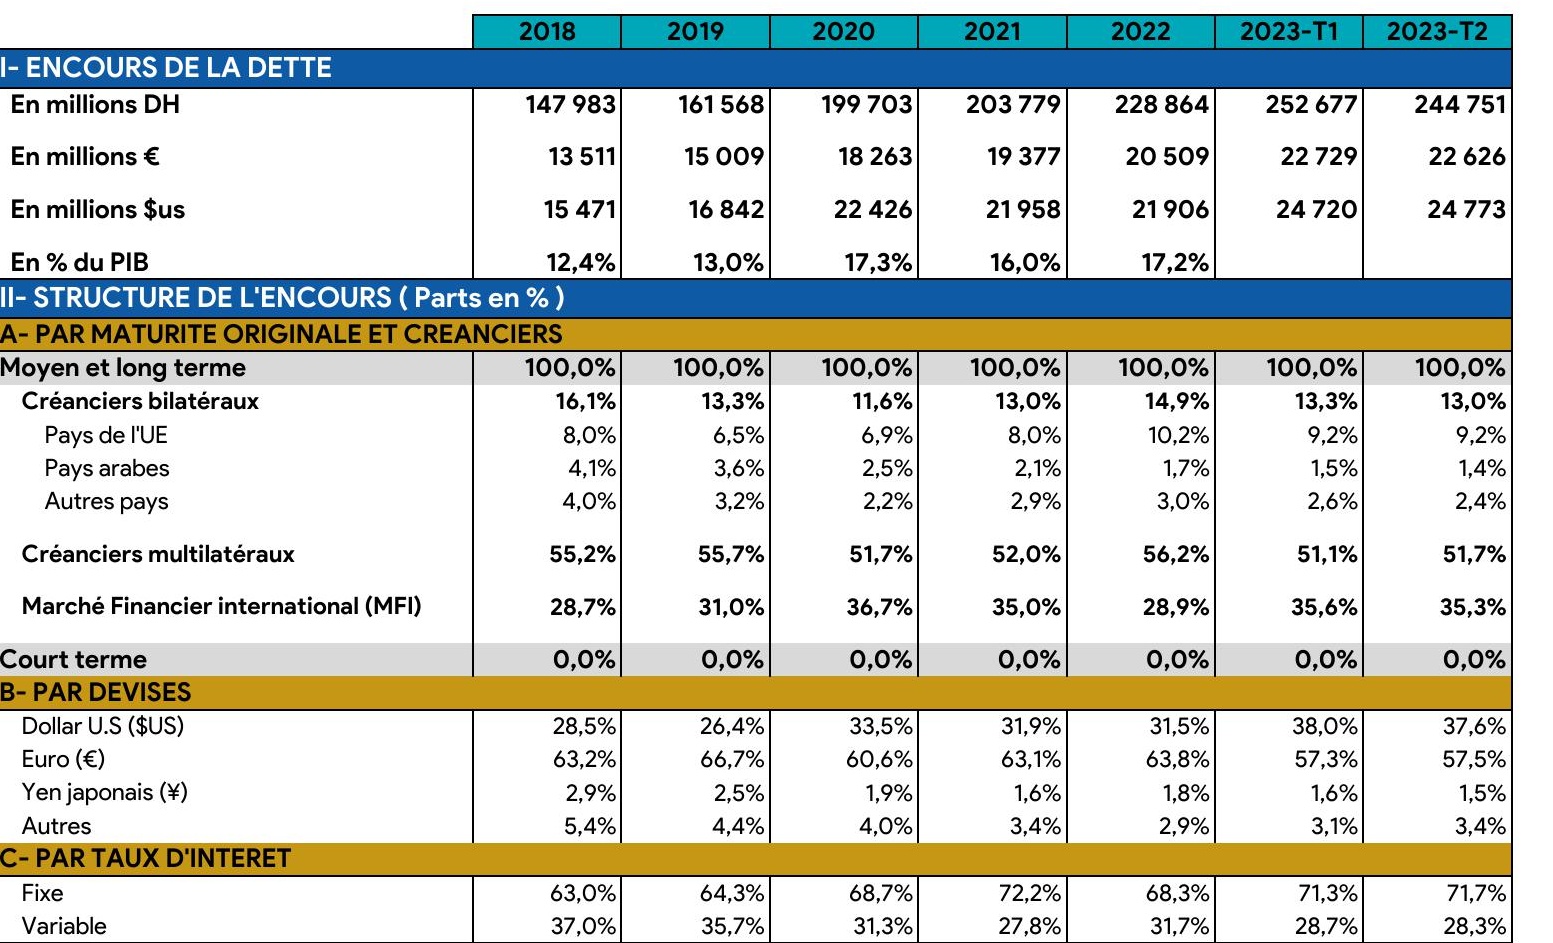 2018 2019 2020 2021 2022 2023-T1 2023-T2
I- ENCOURS DE LA DETTE
En millions DH 147 983 161 568 199 703 203 779 228 864 252 677 244 751
En millions € 13 511 15 009 18 263 19 377 20 509 22 729 22 626
En millions $us 15 471 16 842 22 426 21 958 21 906 24 720 24 773
En % du PIB 12,4% 13,0% 17,3% 16,0% 17,2%
II- STRUCTURE DE L'ENCOURS ( Parts en % )
A- PAR MATURITE ORIGINALE ET CREANCIERS
Moyen et long terme 100,0% 100,0% 100,0% 100,0% 100,0% 100,0% 100,0%
Créanciers bilatéraux 16,1% 13,3% 11,6% 13,0% 14,9% 13,3% 13,0%
Pays de l'UE 8,0% 6,5% 6,9% 8,0% 10,2% 9,2% 9,2%
Pays arabes 4,1% 3,6% 2,5% 2,1% 1,7% 1,5% 1,4%
Autres pays 4,0% 3,2% 2,2% 2,9% 3,0% 2,6% 2,4%
Créanciers multilatéraux 55,2% 55,7% 51,7% 52,0% 56,2% 51,1% 51,7%
Marché Financier international (MFI) 28,7% 31,0% 36,7% 35,0% 28,9% 35,6% 35,3%
Court terme 0,0% 0,0% 0,0% 0,0% 0,0% 0,0% 0,0%
B- PAR DEVISES
Dollar U.S ($US) 28,5% 26,4% 33,5% 31,9% 31,5% 38,0% 37,6%
Euro (€) 63,2% 66,7% 60,6% 63,1% 63,8% 57,3% 57,5%
Yen japonais (¥) 2,9% 2,5% 1,9% 1,6% 1,8% 1,6% 1,5%
Autres 5,4% 4,4% 4,0% 3,4% 2,9% 3,1% 3,4%
C- PAR TAUX D'INTERET
Fixe 63,0% 64,3% 68,7% 72,2% 68,3% 71,3% 71,7%
Variable 37,0% 35,7% 31,3% 27,8% 31,7% 28,7% 28,3%